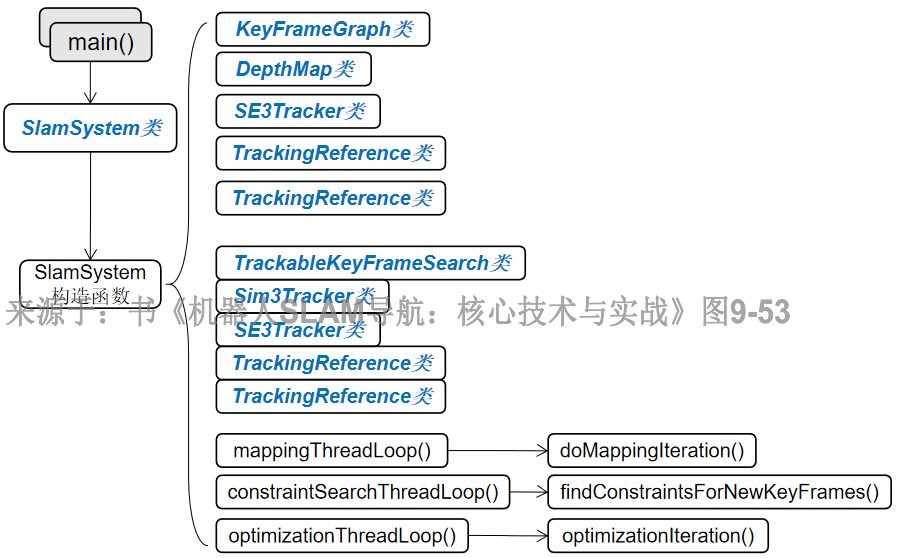 main()
SlamSystem类
SlamSystem
构造函数
KeyFrameGraph类
DepthMap类
SE3Tracker类
TrackingReference类
TrackingReference类
TrackableKeyFrameSearch类
Sim3Tracker类
来源于：书《机器人SLAM导航：核心技术与实战》图9-53
SE3Tracker类
TrackingReference类
TrackingReference类
mappingThreadLoop()
doMappingIteration()
constraintSearchThreadLoop()
findConstraintsForNewKeyFrames()
optimizationThreadLoop()
optimizationIteration()